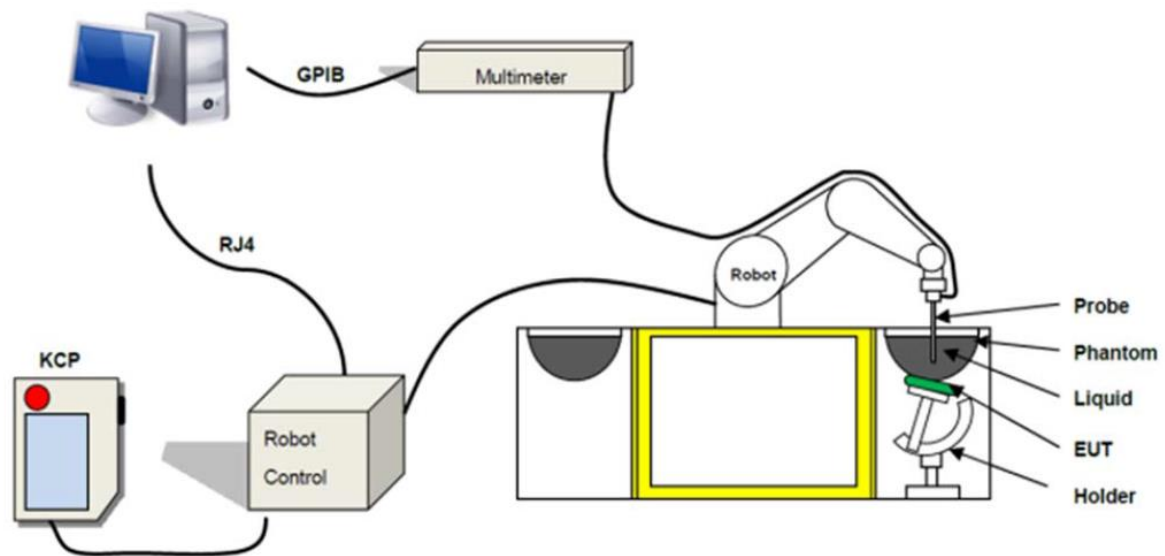 GPIB
Multimeter
RJ4
Robot
Probe
Phantom
KCP
Liquid
Robot
Control
EUT
Holder